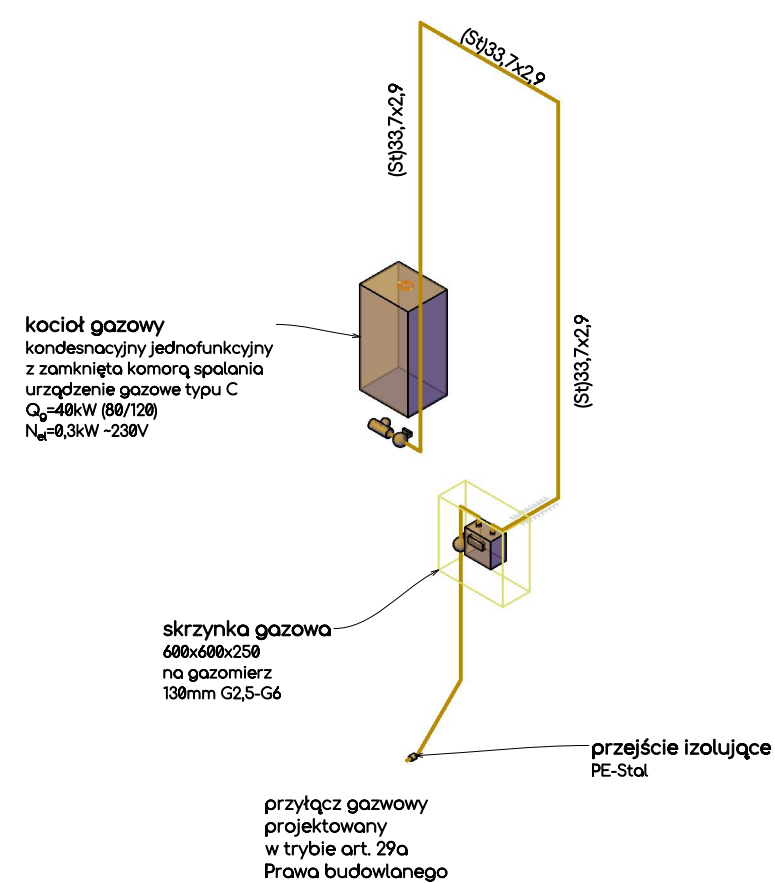 (St)33,7x2,9
(St)33,7x2,9
(St)33,7x2,9
kocioł gazowy
kondesnacyjny jednofunkcyjny
z zamknięta komorą spalania
urządzenie gazowe typu C
Qg=40kW (80/120)
Nel=0,3kW ~230V
skrzynka gazowa
600x600x250
na gazomierz
130mm G2,5-G6
przejście izolujące
PE-Stal
przyłącz gazwowy
projektowany
w trybie art. 29a
Prawa budowlanego